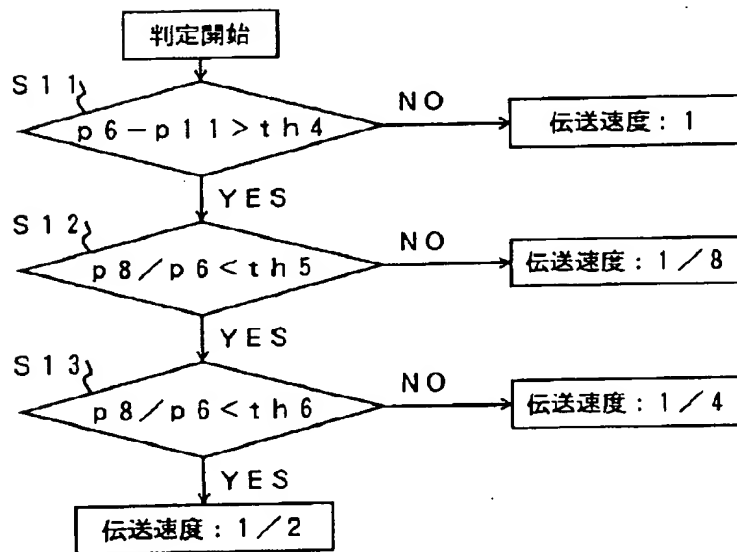 判定開始
S11
p6-p11>th4
NO
伝送速度:1
YES
S12
p8/p6<th5
NO
伝送速度:1/8
YES
S13
p8/p6<th6
NO
伝送速度:1/4
YES
伝送速度:1/2